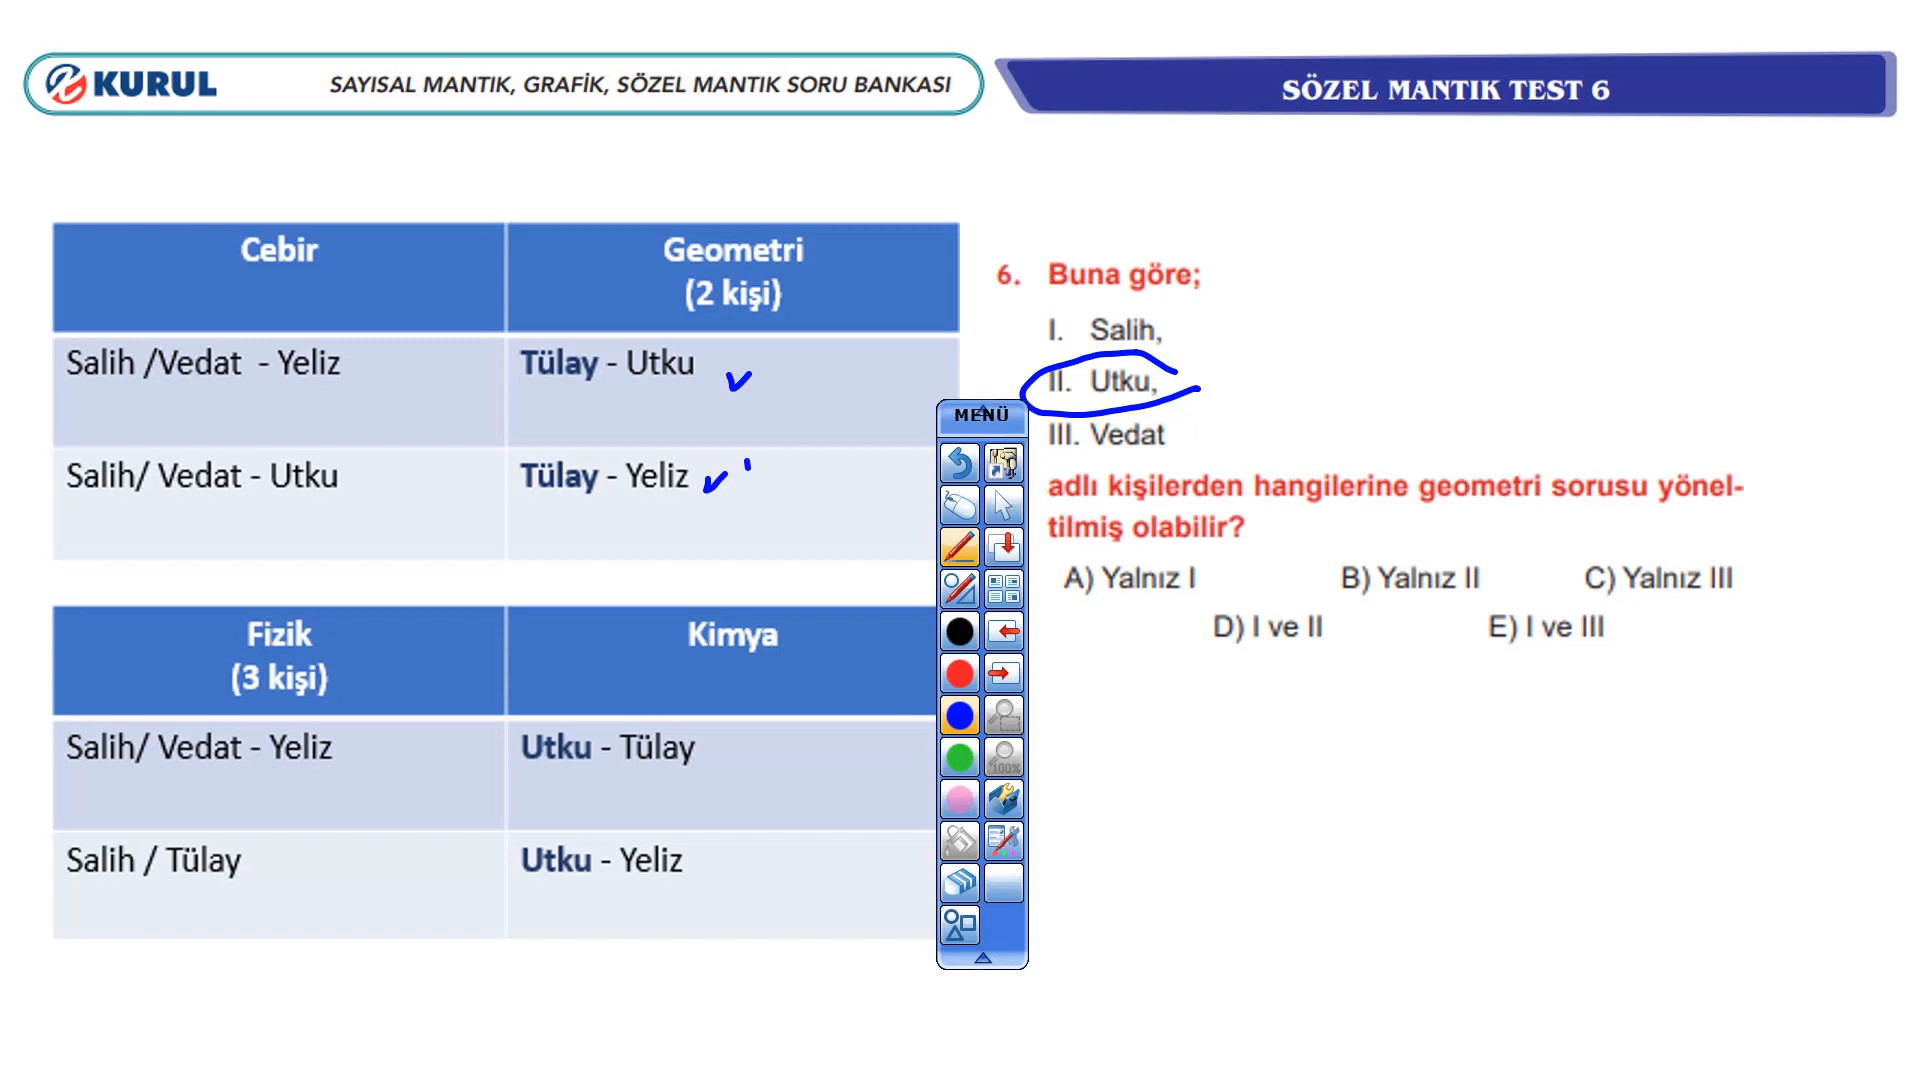 KURUL
SAYISAL MANTIK, GRAFİK, SÖZEL MANTIK SORU BANKASI
SÖZEL MANTIK TEST 6
Cebir
Geometri
(2 kişi)
Salih /Vedat - Yeliz
Tülay - Utku
Salih/ Vedat - Utku
Tülay - Yeliz
Fizik
(3 kişi)
Kimya
Salih/ Vedat - Yeliz
Utku - Tülay
Salih / Tülay
Utku - Yeliz
MENÜ
100%
6. Buna göre;
I. Salih,
II. Utku,
III. Vedat
adlı kişilerden hangilerine geometri sorusu yönel-
tilmiş olabilir?
A) Yalnız I
B) Yalnız II
C) Yalnız III
D) I ve II
E) I ve III